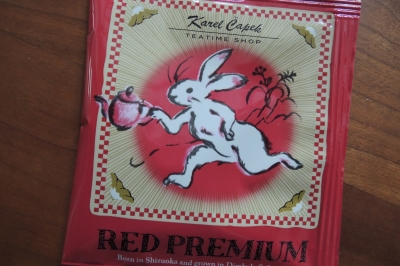 Karel Capek
TEATIME SHOP
RED PREMIUM
Born in Shizuoka and grown in